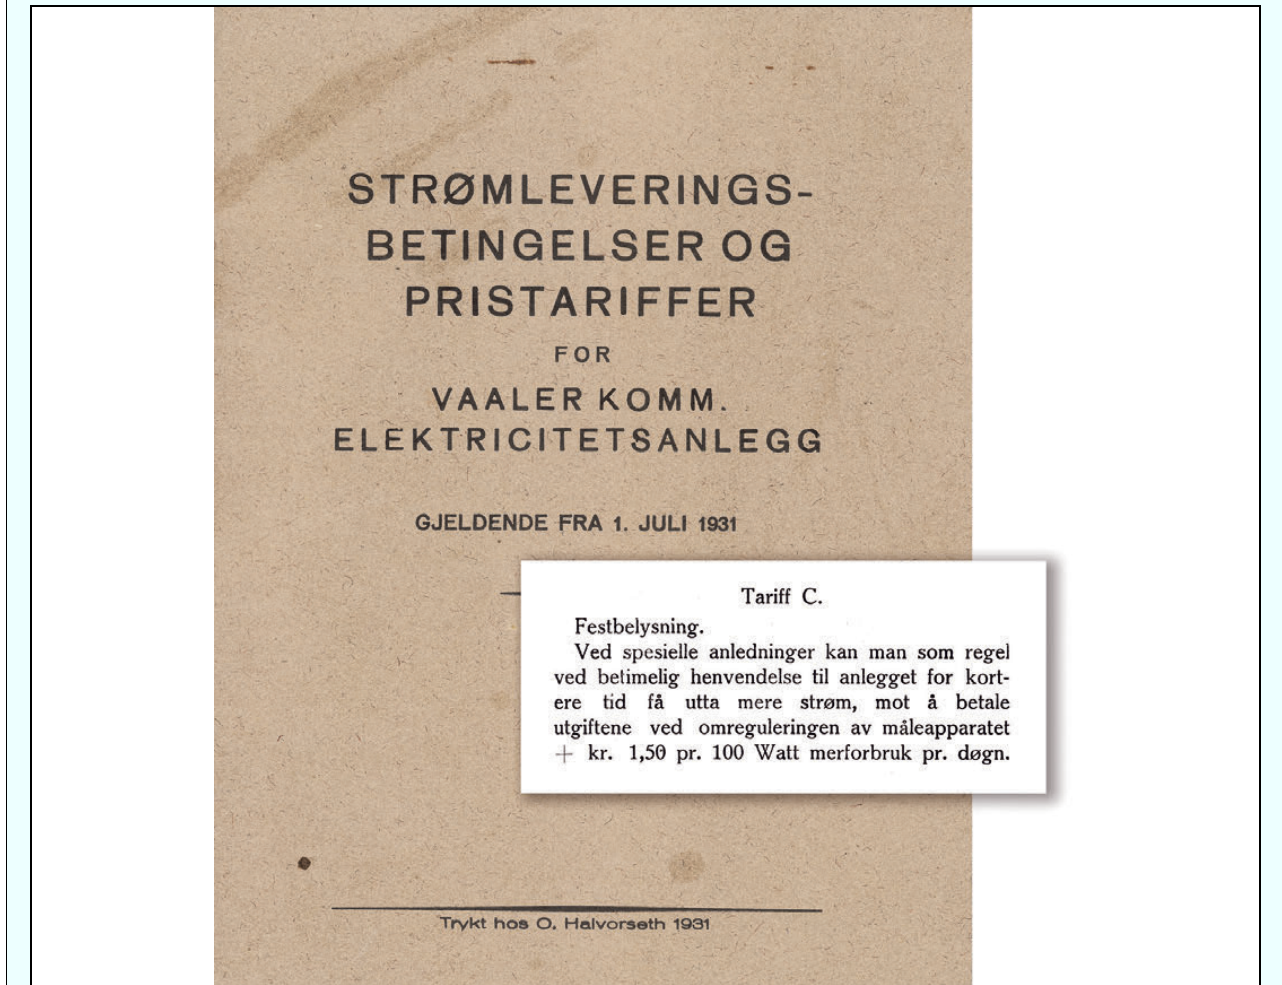 STRØMLEVERINGS-
BETINGELSER OG
PRISTARIFFER
FOR
VAALER KOMM.
ELEKTRICITETSANLEGG
GJELDENDE FRA 1. JULI 1931
Tariff C.
Festbelysning.
Ved spesielle anledninger kan man som regel
ved betimelig henvendelse til anlegget for kort-
ere tid få utta mere strøm, mot å betale
utgiftene ved omreguleringen av måleapparatet
+ kr. 1,50 pr. 100 Watt merforbruk pr. døgn.
Trykt hos O. Halvorseth 1931